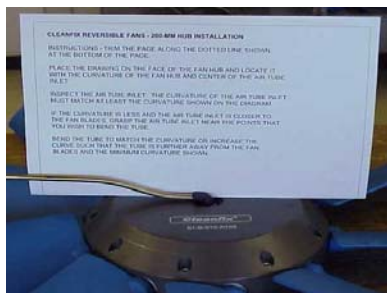 CLEANFIX REVERSIBLE FANS - 200-MM HUB INSTALLATION
INSTRUCTIONS - TRIM THE PAGE ALONG THE DOTTED LINE SHOWN
AT THE BOTTOM OF THE PAGE.
PLACE THE DRAWING ON THE FACE OF THE FAN HUB AND LOCATE IT
WITH THE CURVATURE OF THE FAN HUB AND CENTER OF THE AIR TUBE
INLET
INSPECT THE AIR TUBE INLET. THE CURVATURE OF THE AIR TUBE INLET
MUST MATCH AT LEAST THE CURVATURE SHOWN ON THE DIAGRAM
IF THE CURVATURE IS LESS AND THE AIR TUBE INLET IS CLOSER TO
THE FAN BLADES, GRASP THE AIR TUBE INLET NEAR THE POINTS THAT
YOU WISH TO BEND THE TUBE.
BEND THE TUBE TO MATCH THE CURVATURE OR INCREASE THE
CURVE SUCH THAT THE TUBE IS FURTHER AWAY FROM THE FAN
BLADES AND THE MINIMUM CURVATURE SHOWN.
Cleanfix